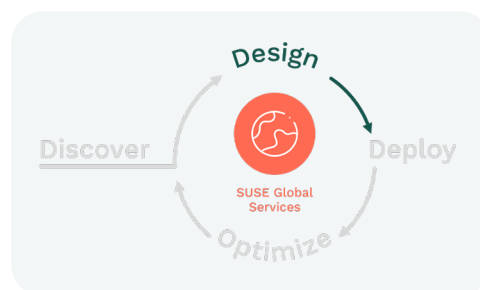 Design
Discover
Deploy
SUSE Global
Services
Optimize